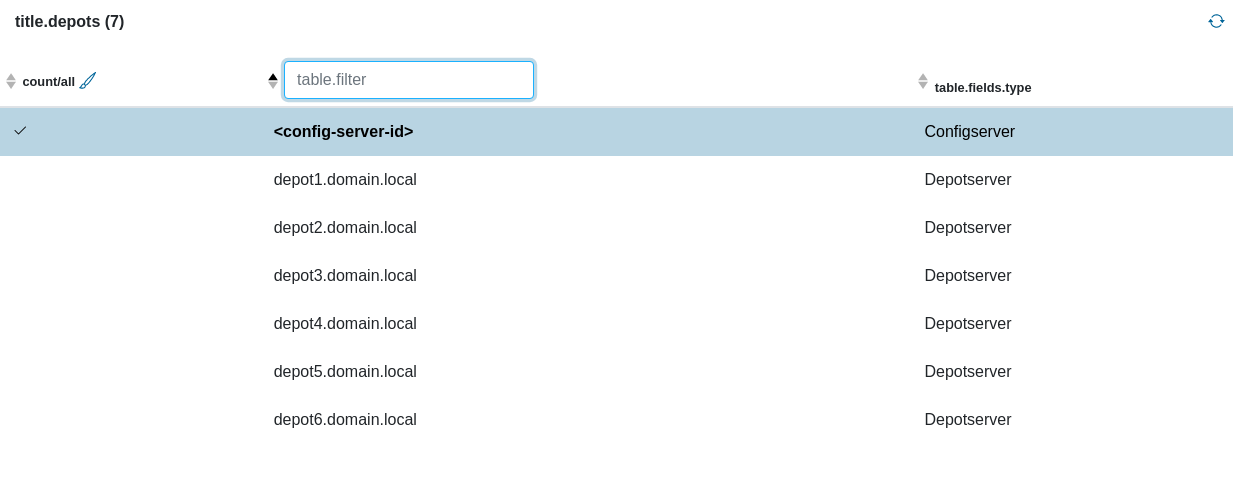 title.depots (7)
count/all table.filter table.fields.type
<config-server-id> Configserver
depot1.domain.local Depotserver
depot2.domain.local Depotserver
depot3.domain.local Depotserver
depot4.domain.local Depotserver
depot5.domain.local Depotserver
depot6.domain.local Depotserver